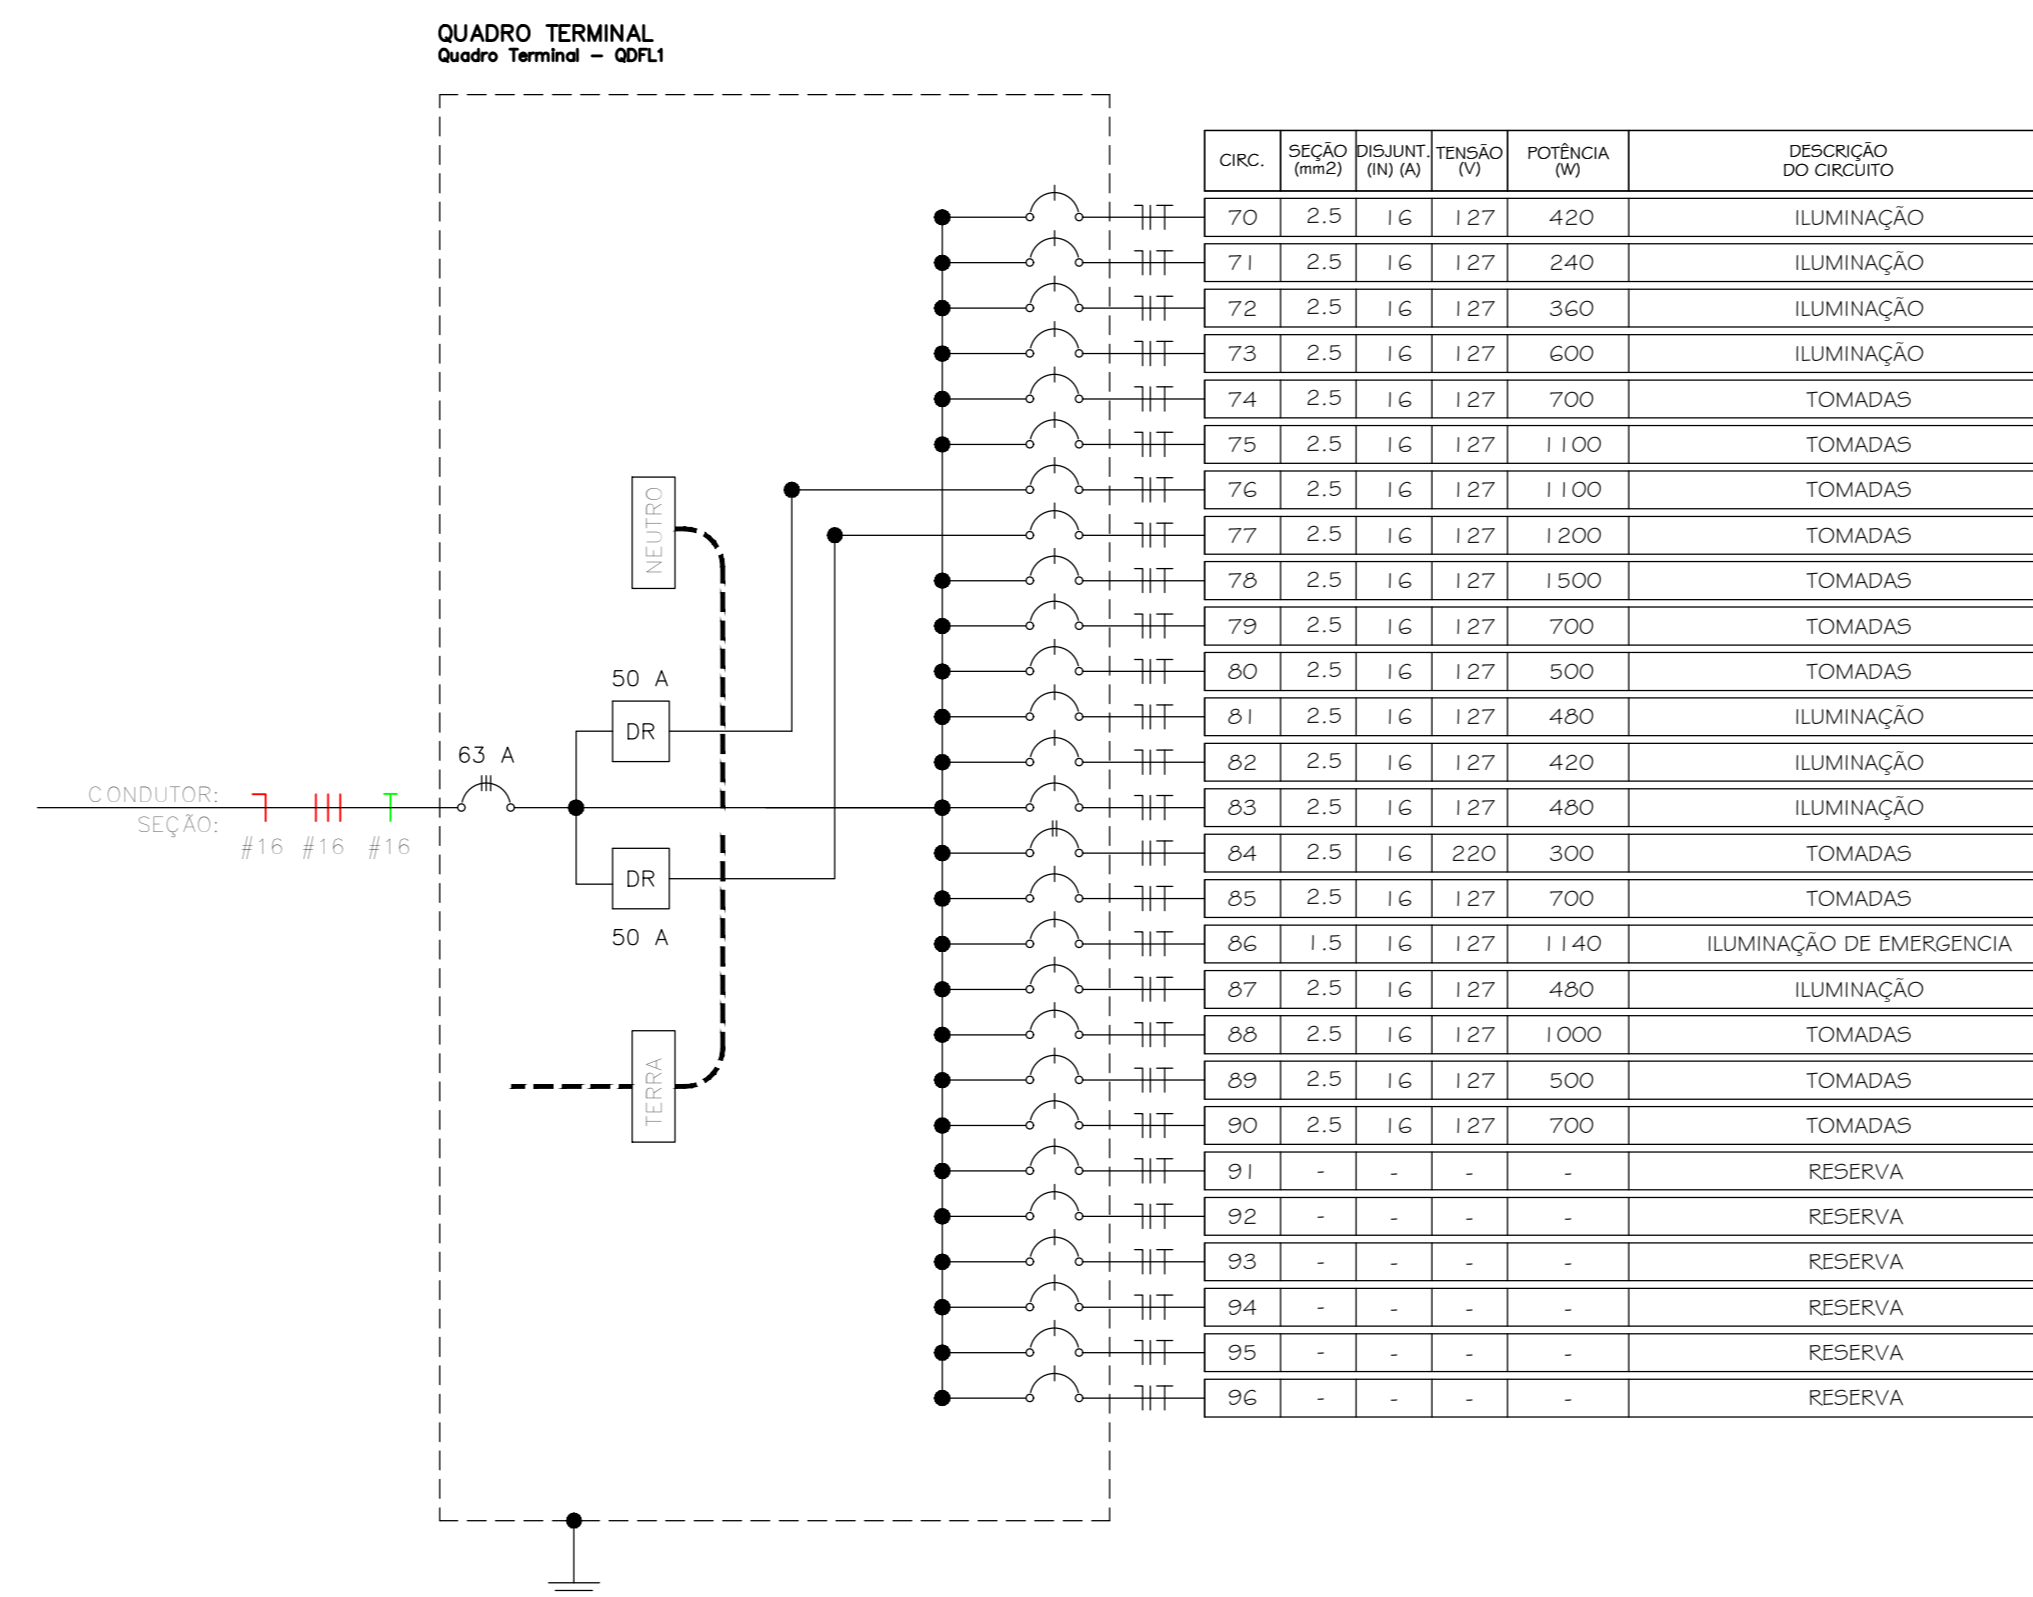 QUADRO TERMINAL
Quadro Terminal – QDFL1
CIRC. SEÇÃO (mm2) DISJUNT. (IN) (A) TENSÃO (V) POTÊNCIA (W) DESCRIÇÃO DO CIRCUITO
70 2.5 16 127 420 ILUMINAÇÃO
71 2.5 16 127 240 ILUMINAÇÃO
72 2.5 16 127 360 ILUMINAÇÃO
73 2.5 16 127 600 ILUMINAÇÃO
74 2.5 16 127 700 TOMADAS
75 2.5 16 127 1100 TOMADAS
76 2.5 16 127 1100 TOMADAS
77 2.5 16 127 1200 TOMADAS
78 2.5 16 127 1500 TOMADAS
79 2.5 16 127 700 TOMADAS
80 2.5 16 127 500 TOMADAS
81 2.5 16 127 480 ILUMINAÇÃO
82 2.5 16 127 420 ILUMINAÇÃO
83 2.5 16 127 480 ILUMINAÇÃO
84 2.5 16 220 300 TOMADAS
85 2.5 16 127 700 TOMADAS
86 1.5 16 127 1140 ILUMINAÇÃO DE EMERGENCIA
87 2.5 16 127 480 ILUMINAÇÃO
88 2.5 16 127 1000 TOMADAS
89 2.5 16 127 500 TOMADAS
90 2.5 16 127 700 TOMADAS
91 - - - - RESERVA
92 - - - - RESERVA
93 - - - - RESERVA
94 - - - - RESERVA
95 - - - - RESERVA
96 - - - - RESERVA
NEUTRO
50 A
DR
63 A
CONDUTOR:
SEÇÃO:
#16 #16 #16
DR
50 A
TERRA